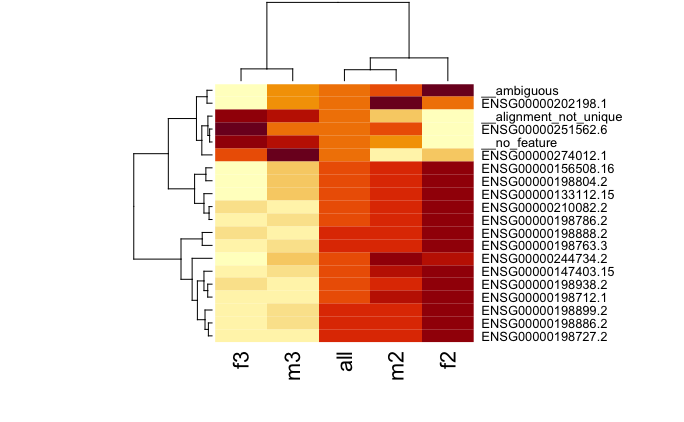 __ambiguous
ENSG00000202198.1
__alignment_not_unique
ENSG00000251562.6
__no_feature
ENSG00000274012.1
ENSG00000156508.16
ENSG00000198804.2
ENSG00000133112.15
ENSG00000210082.2
ENSG00000198786.2
ENSG00000198888.2
ENSG00000198763.3
ENSG00000244734.2
ENSG00000147403.15
ENSG00000198938.2
ENSG00000198712.1
ENSG00000198899.2
ENSG00000198886.2
ENSG00000198727.2
f3 m3 all m2 f2